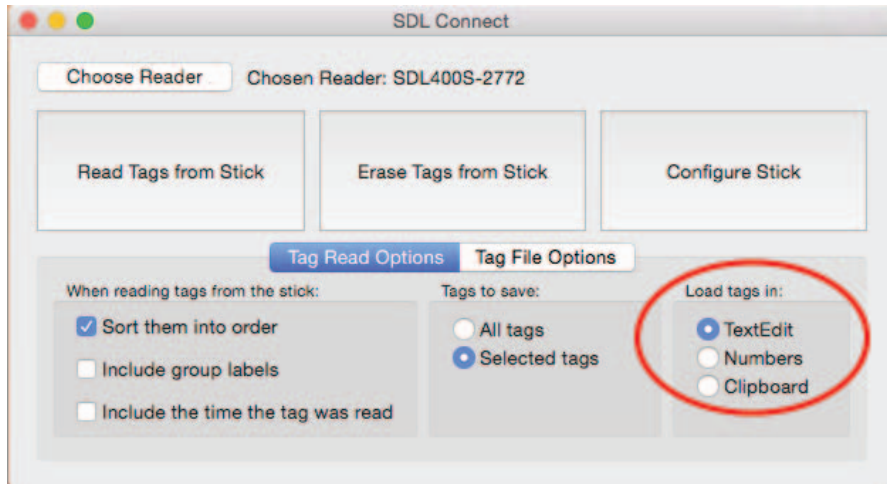 SDL Connect
Choose Reader Chosen Reader: SDL400S-2772
Read Tags from Stick Erase Tags from Stick Configure Stick
Tag Read Options Tag File Options
When reading tags from the stick: Tags to save: Load tags in:
Sort them into order All tags TextEdit
Include group labels Selected tags Numbers
Include the time the tag was read Clipboard